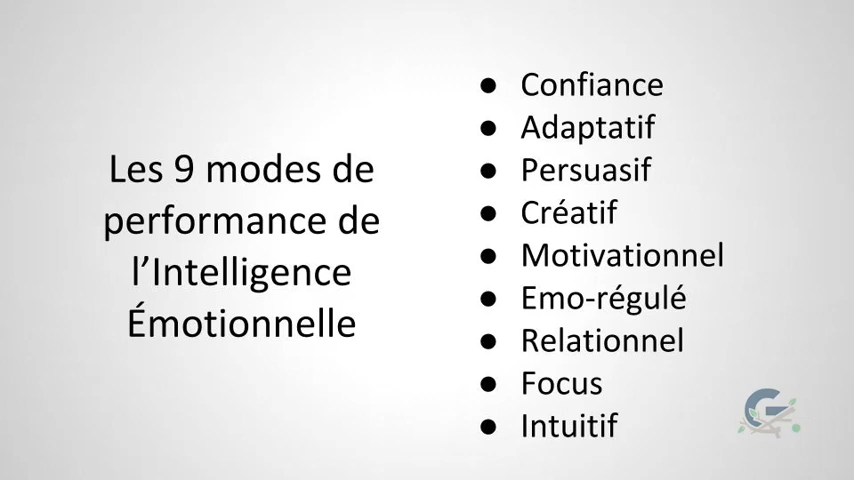 Les 9 modes de
performance de
l’Intelligence
Émotionnelle
● Confiance
● Adaptatif
● Persuasif
● Créatif
● Motivationnel
● Emo-régulé
● Relationnel
● Focus
● Intuitif